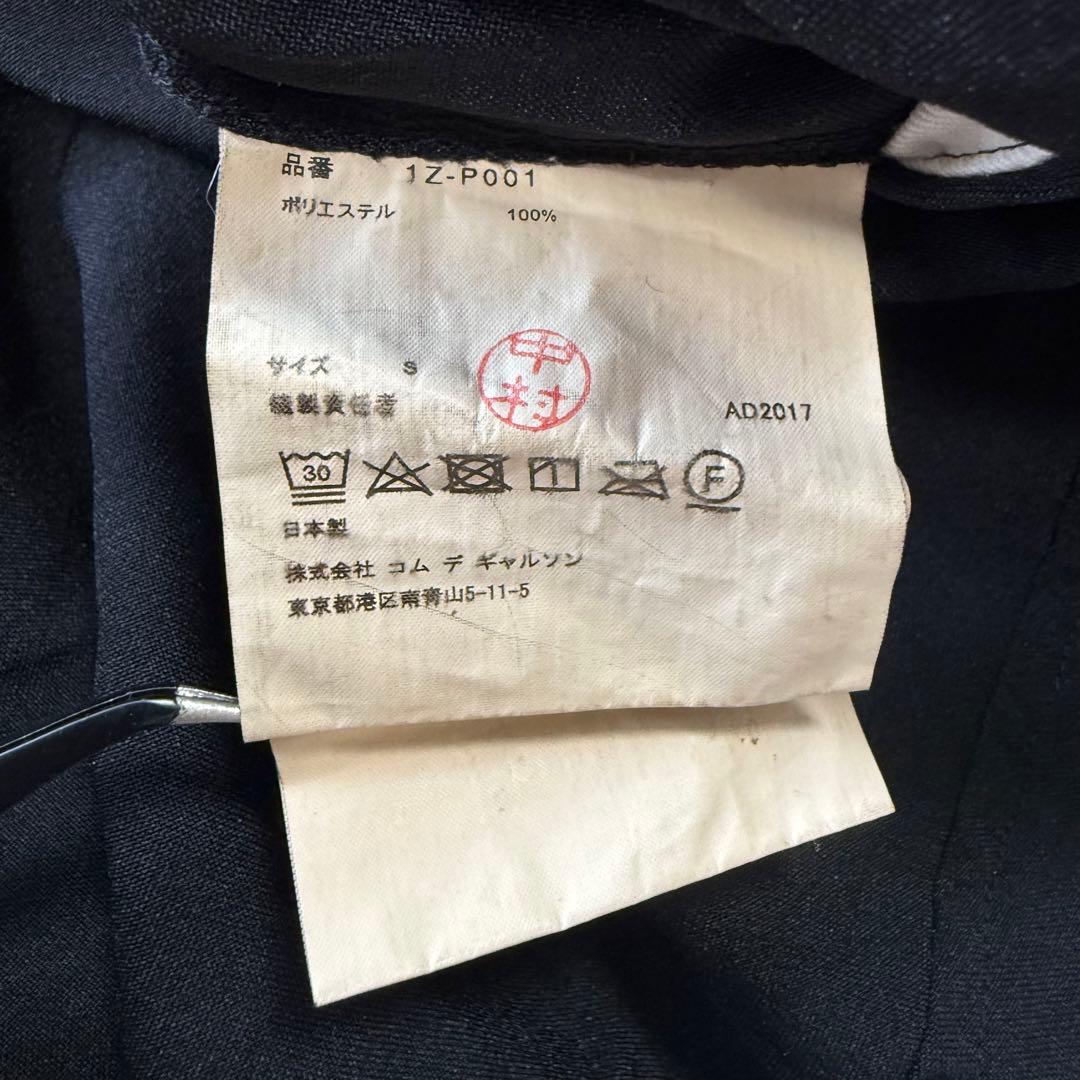 品番 1Z-P001
ポリエステル 100%
サイズ S
縫製責任者 中村 AD2017
30 1 F
日本製
株式会社 コム デ ギャルソン
東京都港区南青山5-11-5